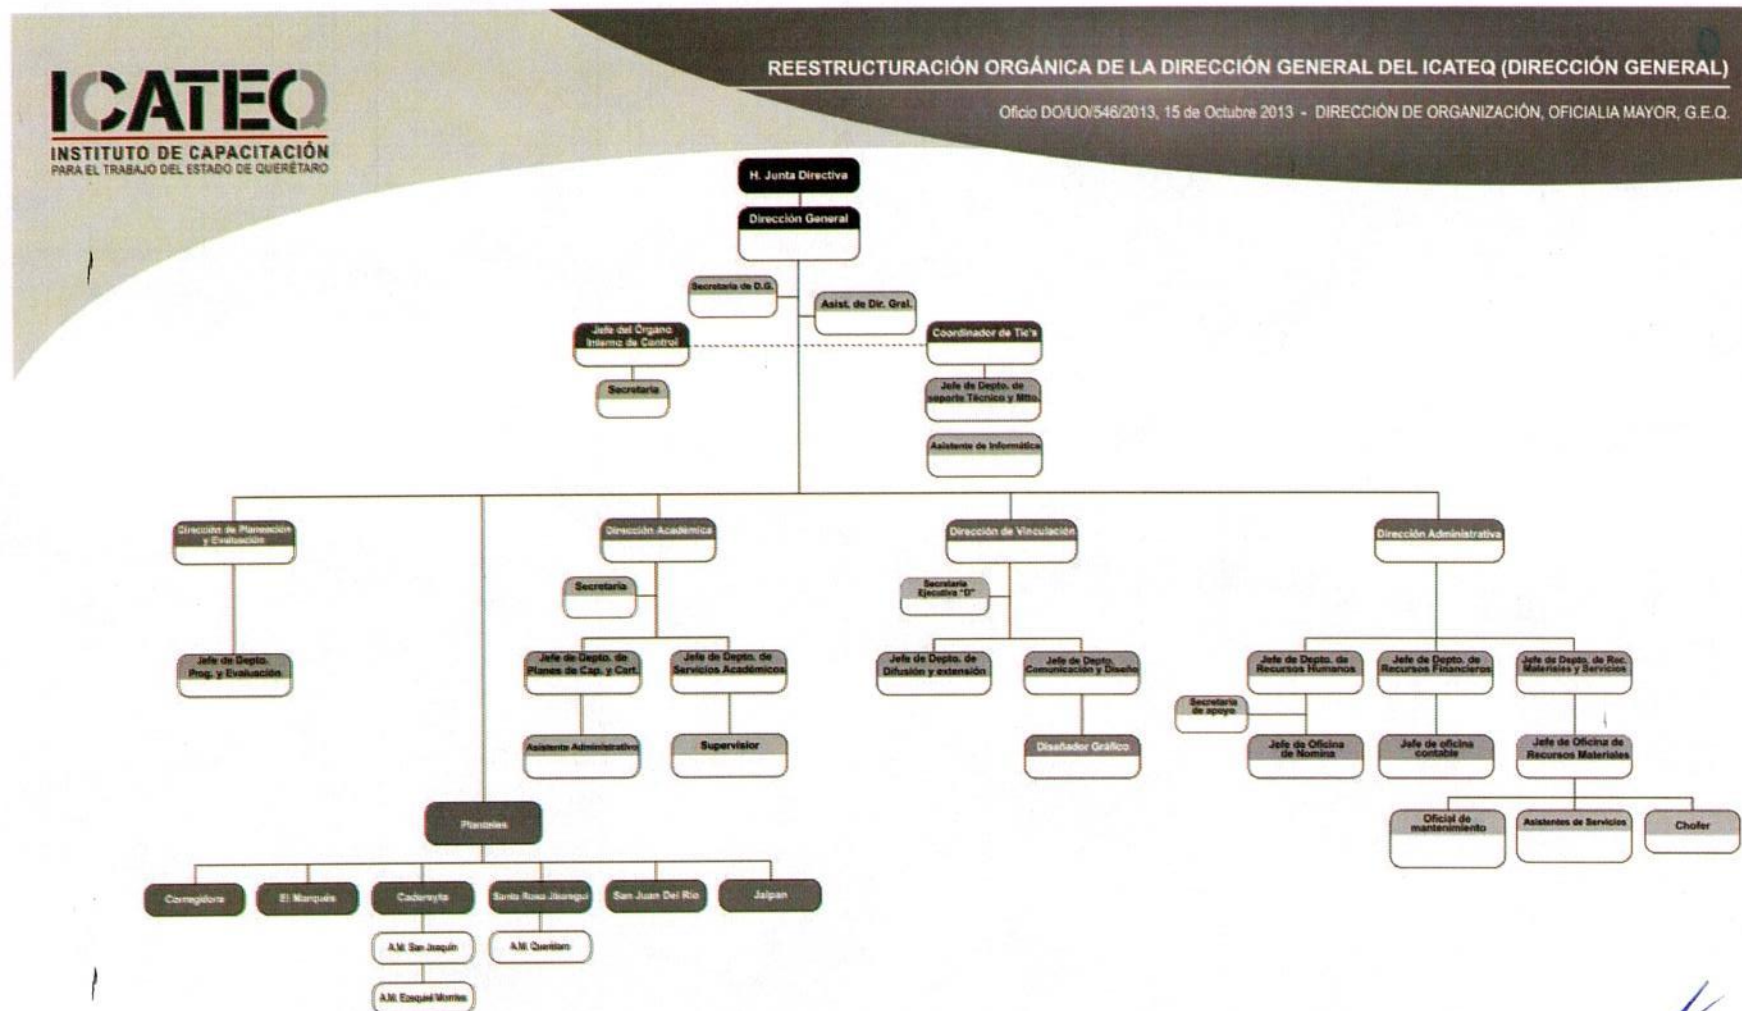 ICATEQ
INSTITUTO DE CAPACITACIÓN
PARA EL TRABAJO DEL ESTADO DE QUERÉTARO
REESTRUCTURACIÓN ORGÁNICA DE LA DIRECCIÓN GENERAL DEL ICATEQ (DIRECCIÓN GENERAL)
Oficio DO/UO/546/2013, 15 de Octubre 2013 - DIRECCIÓN DE ORGANIZACIÓN, OFICIALIA MAYOR, G.E.Q.
H. Junta Directiva
Dirección General
Secretaria de D.G.
Asist. de Dir. Gral.
Jefe del Órgano
Interno de Control
Coordinador de Tic's
Secretaria
Jefe de Depto. de
soporte Técnico y Mtto.
Asistente de Informática
Dirección de Planeación
y Evaluación
Dirección Académica
Dirección de Vinculación
Dirección Administrativa
Secretaria
Secretaria
Ejecutiva "D"
Jefe de Depto.
Prog. y Evaluación
Jefe de Depto. de
Planes de Cap. y Cert.
Jefe de Depto. de
Servicios Académicos
Jefe de Depto. de
Difusión y extensión
Jefe de Depto.
Comunicación y Diseño
Jefe de Depto. de
Recursos Humanos
Jefe de Depto. de
Recursos Financieros
Jefe de Depto. de Rec.
Materiales y Servicios
Secretaria
de apoyo
Asistente Administrativo
Supervisior
Diseñador Gráfico
Jefe de Oficina
de Nomina
Jefe de oficina
contable
Jefe de Oficina de
Recursos Materiales
Planteles
Oficial de
mantenimiento
Asistentes de Servicios
Chofer
Corregidora
El Marqués
Cadereyta
Santa Rosa Jáuregui
San Juan Del Río
Jalpan
A.M. San Joaquín
A.M. Querétaro
A.M. Ezequiel Montes